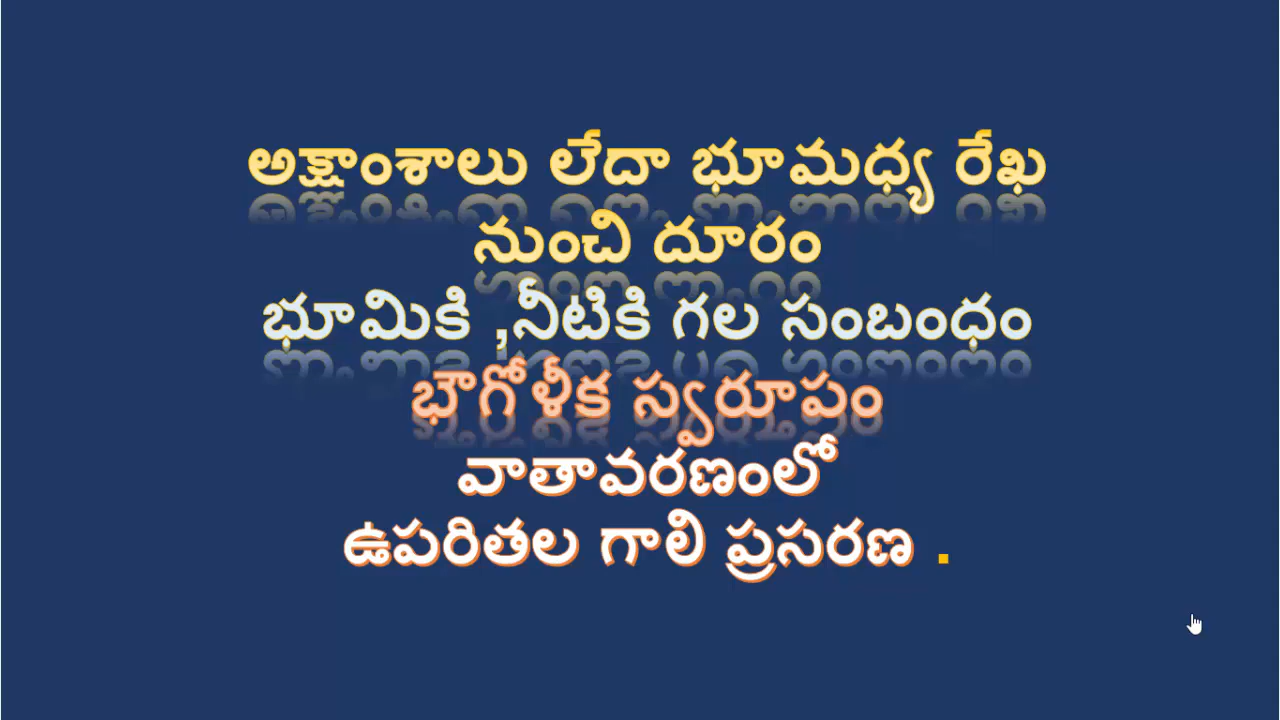 అక్షాంశాలు లేదా భూమధ్య రేఖ
నుంచి దూరం
భూమికి ,నీటికి గల సంబంధం
భౌగోళీక స్వరూపం
వాతావరణంలో
ఉపరితల గాలి ప్రసరణ .